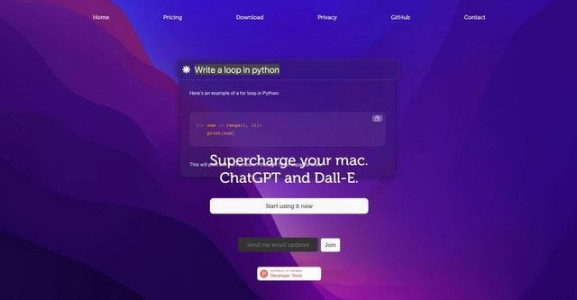 Home Pricing Download Privacy GitHub Contact
Write a loop in python
Here's an example of a for loop in Python:
for num in range(1, 11):
print(num)
This will
Supercharge your mac.
ChatGPT and Dall-E.
Start using it now
Send me email updates Join
Developer Tools